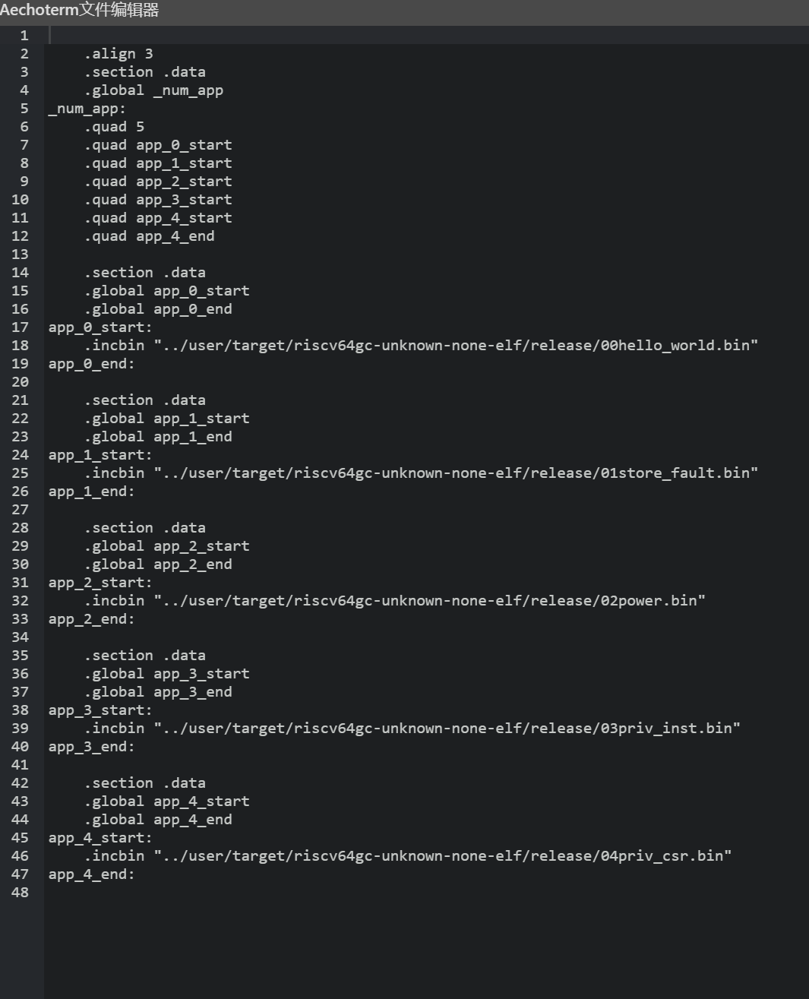 Aechoterm文件编辑器
1
2     .align 3
3     .section .data
4     .global _num_app
5 _num_app:
6     .quad 5
7     .quad app_0_start
8     .quad app_1_start
9     .quad app_2_start
10     .quad app_3_start
11     .quad app_4_start
12     .quad app_4_end
13
14     .section .data
15     .global app_0_start
16     .global app_0_end
17 app_0_start:
18     .incbin "../user/target/riscv64gc-unknown-none-elf/release/00hello_world.bin"
19 app_0_end:
20
21     .section .data
22     .global app_1_start
23     .global app_1_end
24 app_1_start:
25     .incbin "../user/target/riscv64gc-unknown-none-elf/release/01store_fault.bin"
26 app_1_end:
27
28     .section .data
29     .global app_2_start
30     .global app_2_end
31 app_2_start:
32     .incbin "../user/target/riscv64gc-unknown-none-elf/release/02power.bin"
33 app_2_end:
34
35     .section .data
36     .global app_3_start
37     .global app_3_end
38 app_3_start:
39     .incbin "../user/target/riscv64gc-unknown-none-elf/release/03priv_inst.bin"
40 app_3_end:
41
42     .section .data
43     .global app_4_start
44     .global app_4_end
45 app_4_start:
46     .incbin "../user/target/riscv64gc-unknown-none-elf/release/04priv_csr.bin"
47 app_4_end:
48